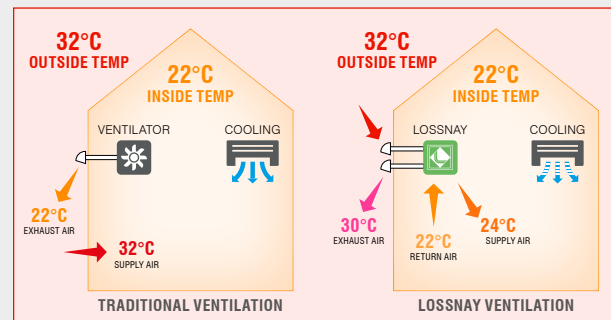 32°C
OUTSIDE TEMP
22°C
INSIDE TEMP
VENTILATOR
COOLING
22°C
EXHAUST AIR
32°C
SUPPLY AIR
TRADITIONAL VENTILATION
32°C
OUTSIDE TEMP
22°C
INSIDE TEMP
LOSSNAY
COOLING
30°C
EXHAUST AIR
22°C
RETURN AIR
24°C
SUPPLY AIR
LOSSNAY VENTILATION